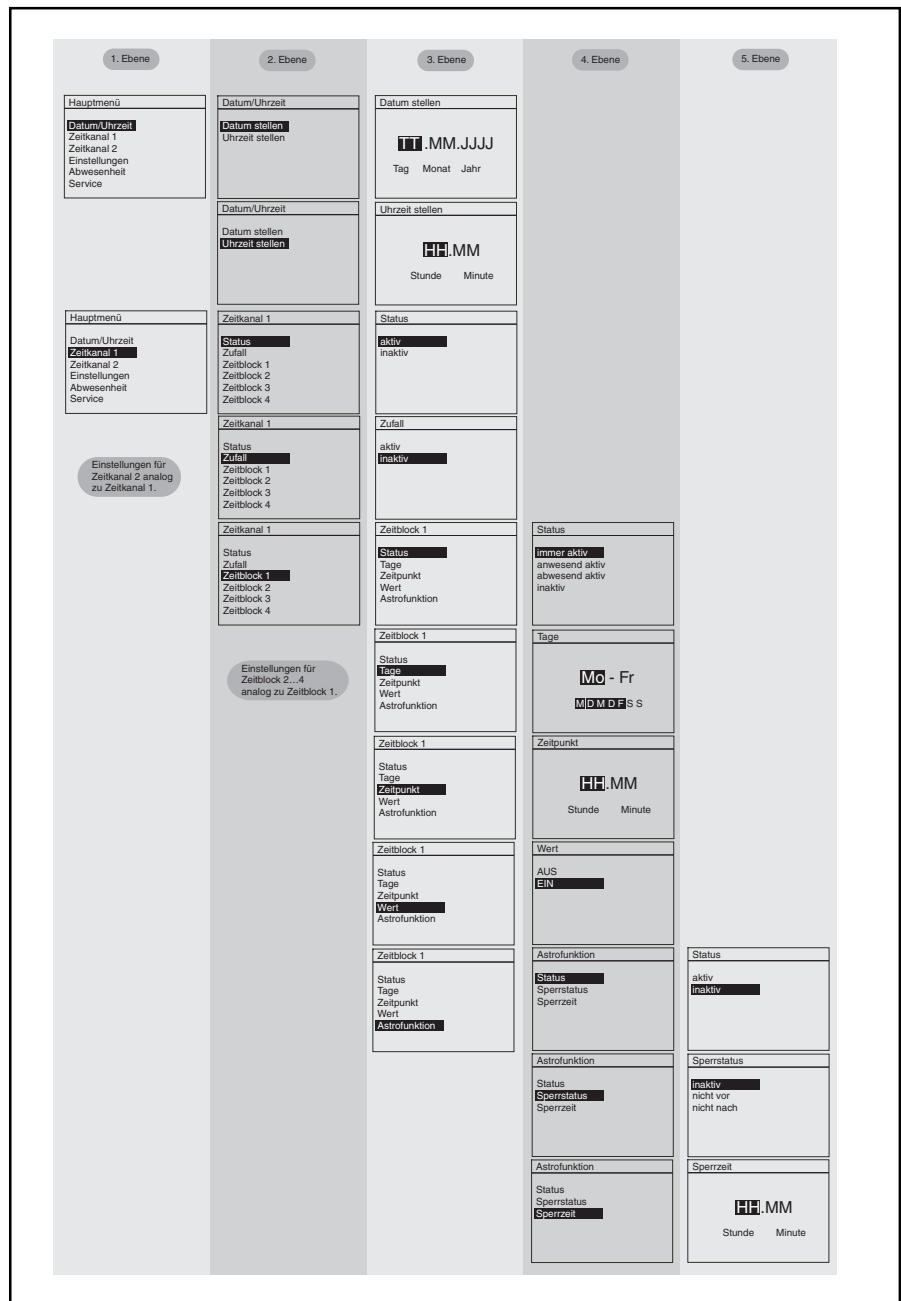 1. Ebene
2. Ebene
3. Ebene
4. Ebene
5. Ebene
Hauptmenü
Datum/Uhrzeit
Zeitkanal 1
Zeitkanal 2
Einstellungen
Abwesenheit
Service
Datum/Uhrzeit
Datum stellen
Uhrzeit stellen
Datum stellen
TT.MM.JJJJ
Tag Monat Jahr
Datum/Uhrzeit
Datum stellen
Uhrzeit stellen
Uhrzeit stellen
HH.MM
Stunde Minute
Hauptmenü
Datum/Uhrzeit
Zeitkanal 1
Zeitkanal 2
Einstellungen
Abwesenheit
Service
Zeitkanal 1
Status
Zufall
Zeitblock 1
Zeitblock 2
Zeitblock 3
Zeitblock 4
Status
aktiv
inaktiv
Einstellungen für
Zeitkanal 2 analog
zu Zeitkanal 1.
Zeitkanal 1
Status
Zufall
Zeitblock 1
Zeitblock 2
Zeitblock 3
Zeitblock 4
Zufall
aktiv
inaktiv
Zeitkanal 1
Status
Zufall
Zeitblock 1
Zeitblock 2
Zeitblock 3
Zeitblock 4
Zeitblock 1
Status
Tage
Zeitpunkt
Wert
Astrofunktion
Status
immer aktiv
anwesend aktiv
abwesend aktiv
inaktiv
Einstellungen für
Zeitblock 2...4
analog zu Zeitblock 1.
Zeitblock 1
Status
Tage
Zeitpunkt
Wert
Astrofunktion
Tage
Mo - Fr
M D M D F S S
Zeitblock 1
Status
Tage
Zeitpunkt
Wert
Astrofunktion
Zeitpunkt
HH.MM
Stunde Minute
Zeitblock 1
Status
Tage
Zeitpunkt
Wert
Astrofunktion
Wert
AUS
EIN
Zeitblock 1
Status
Tage
Zeitpunkt
Wert
Astrofunktion
Astrofunktion
Status
Sperrstatus
Sperrzeit
Status
aktiv
inaktiv
Astrofunktion
Status
Sperrstatus
Sperrzeit
Sperrstatus
inaktiv
nicht vor
nicht nach
Astrofunktion
Status
Sperrstatus
Sperrzeit
Sperrzeit
HH.MM
Stunde Minute